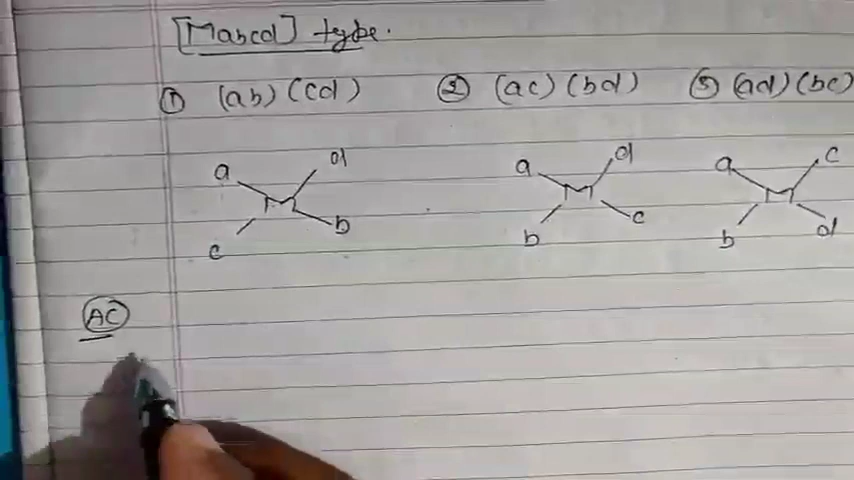 [Mabcd] type.
① (ab) (cd) ② (ac) (bd) ③ (ad) (bc)
a d a d a c
c b b c b d
AC